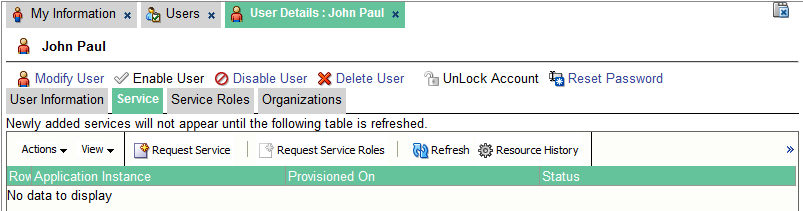 My Information × Users × User Details : John Paul ×
John Paul
Modify User Enable User Disable User Delete User UnLock Account Reset Password
User Information Service Service Roles Organizations
Newly added services will not appear until the following table is refreshed.
Actions View Request Service Request Service Roles Refresh Resource History »
Row Application Instance Provisioned On Status
No data to display